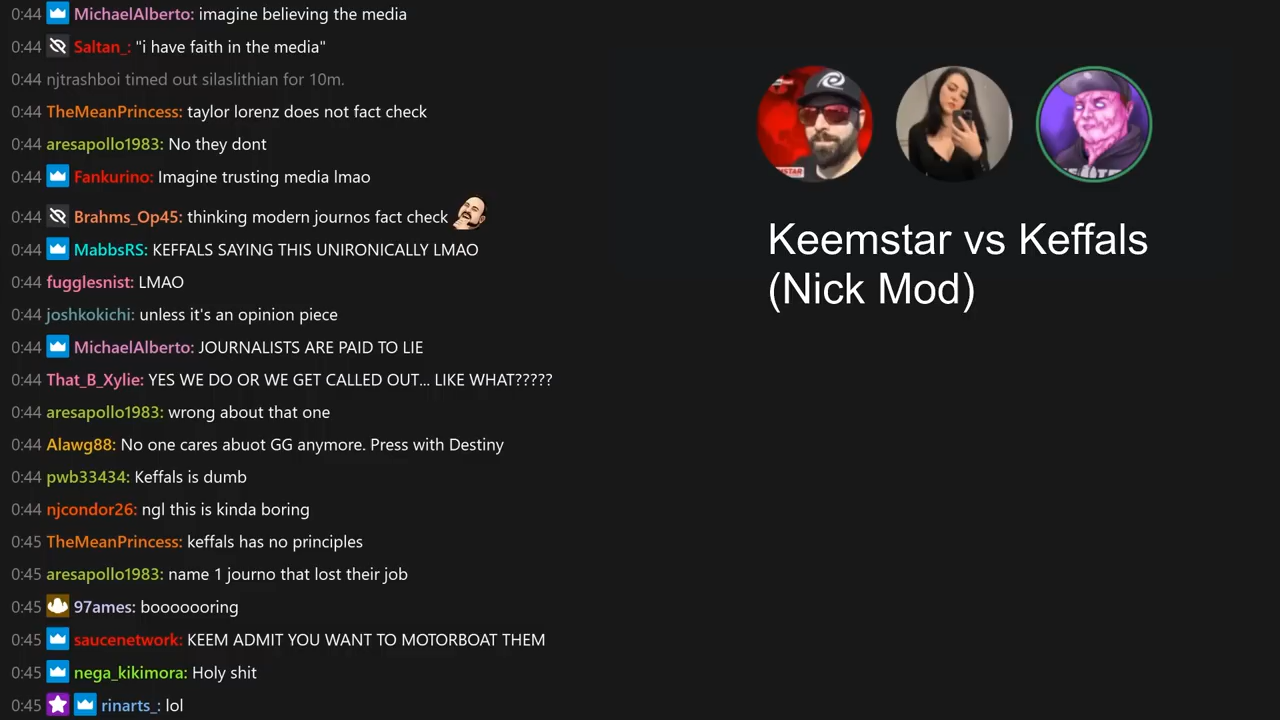 0:44 MichaelAlberto: imagine believing the media
0:44 Saltan_: "i have faith in the media"
0:44 njtrashboi timed out silaslithian for 10m.
0:44 TheMeanPrincess: taylor lorenz does not fact check
0:44 aresapollo1983: No they dont
0:44 Fankurino: Imagine trusting media lmao
0:44 Brahms_Op45: thinking modern journos fact check
0:44 MabbsRS: KEFFALS SAYING THIS UNIRONICALLY LMAO
0:44 fugglesnist: LMAO
0:44 joshkokichi: unless it's an opinion piece
0:44 MichaelAlberto: JOURNALISTS ARE PAID TO LIE
0:44 That_B_Xylie: YES WE DO OR WE GET CALLED OUT... LIKE WHAT?????
0:44 aresapollo1983: wrong about that one
0:44 Alawg88: No one cares abuot GG anymore. Press with Destiny
0:44 pwb33434: Keffals is dumb
0:44 njcondor26: ngl this is kinda boring
0:45 TheMeanPrincess: keffals has no principles
0:45 aresapollo1983: name 1 journo that lost their job
0:45 97ames: booooooring
0:45 saucenetwork: KEEM ADMIT YOU WANT TO MOTORBOAT THEM
0:45 nega_kikimora: Holy shit
0:45 rinarts_: lol
Keemstar vs Keffals
(Nick Mod)